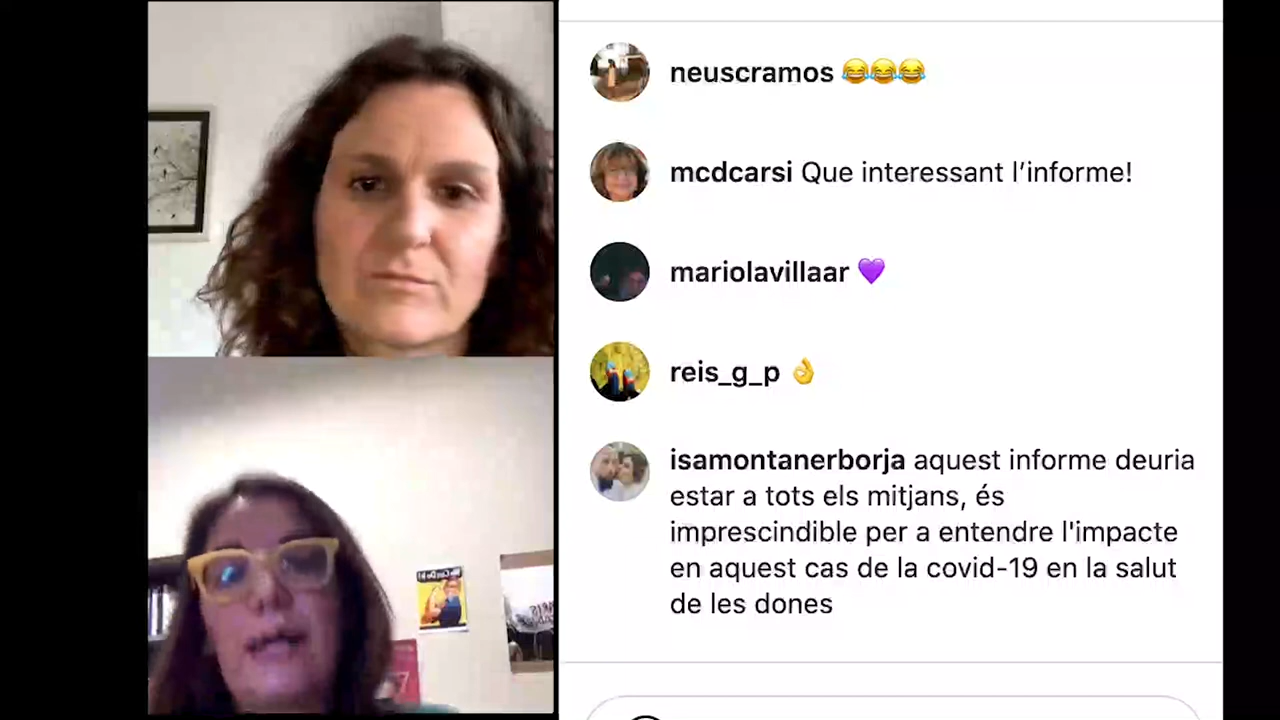 neuscramos 😂😂😂
mcdcarsi Que interessant l’informe!
mariolavillaar 💜
reis_g_p 👌
isamontanerborja aquest informe deuria
estar a tots els mitjans, és
imprescindible per a entendre l'impacte
en aquest cas de la covid-19 en la salut
de les dones